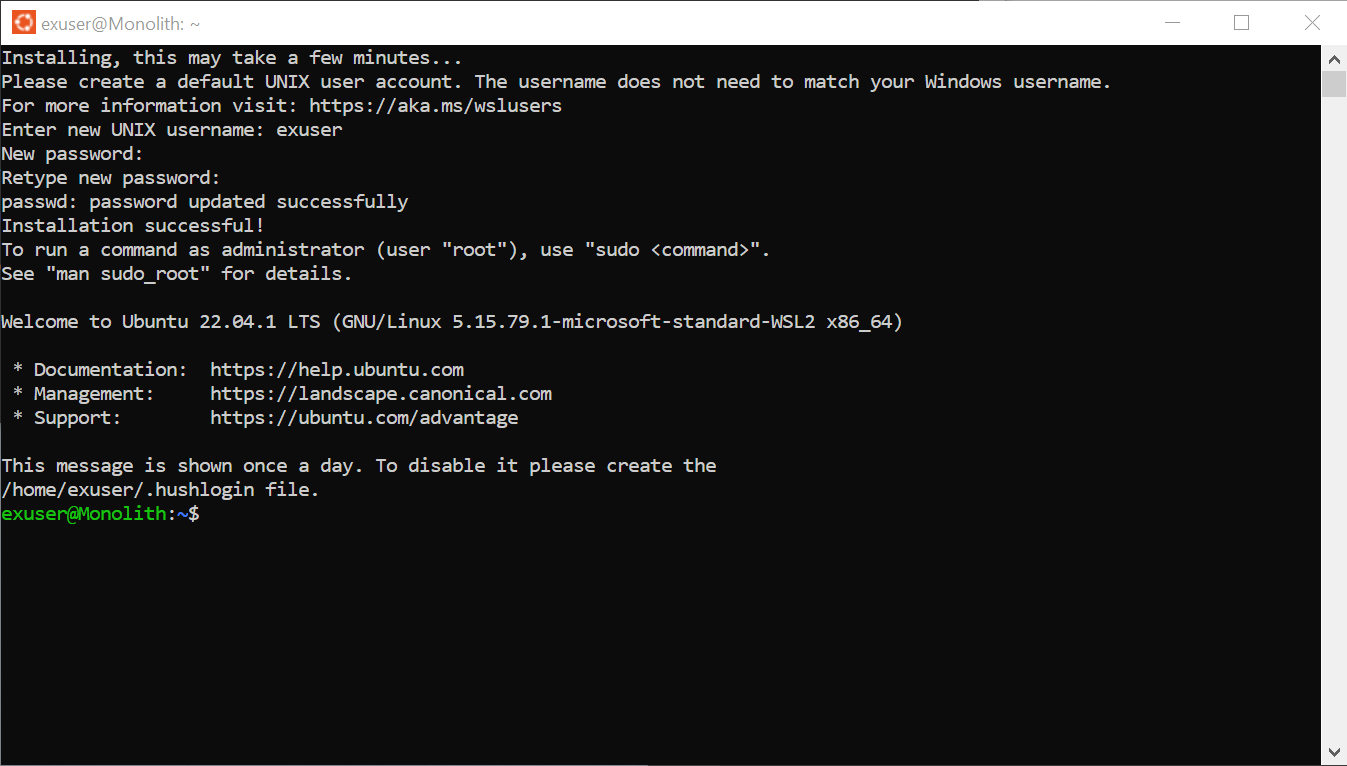 exuser@Monolith: ~
Installing, this may take a few minutes...
Please create a default UNIX user account. The username does not need to match your Windows username.
For more information visit: https://aka.ms/wslusers
Enter new UNIX username: exuser
New password:
Retype new password:
passwd: password updated successfully
Installation successful!
To run a command as administrator (user "root"), use "sudo <command>".
See "man sudo_root" for details.

Welcome to Ubuntu 22.04.1 LTS (GNU/Linux 5.15.79.1-microsoft-standard-WSL2 x86_64)

 * Documentation:  https://help.ubuntu.com
 * Management:     https://landscape.canonical.com
 * Support:        https://ubuntu.com/advantage

This message is shown once a day. To disable it please create the
/home/exuser/.hushlogin file.
exuser@Monolith:~$